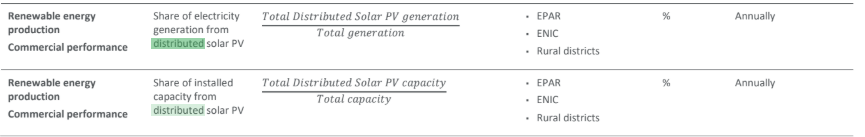 Renewable energy production
Commercial performance
Share of electricity generation from distributed solar PV
Total Distributed Solar PV generation
Total generation
▪ EPAR
▪ ENIC
▪ Rural districts
%
Annually
Renewable energy production
Commercial performance
Share of installed capacity from distributed solar PV
Total Distributed Solar PV capacity
Total capacity
▪ EPAR
▪ ENIC
▪ Rural districts
%
Annually